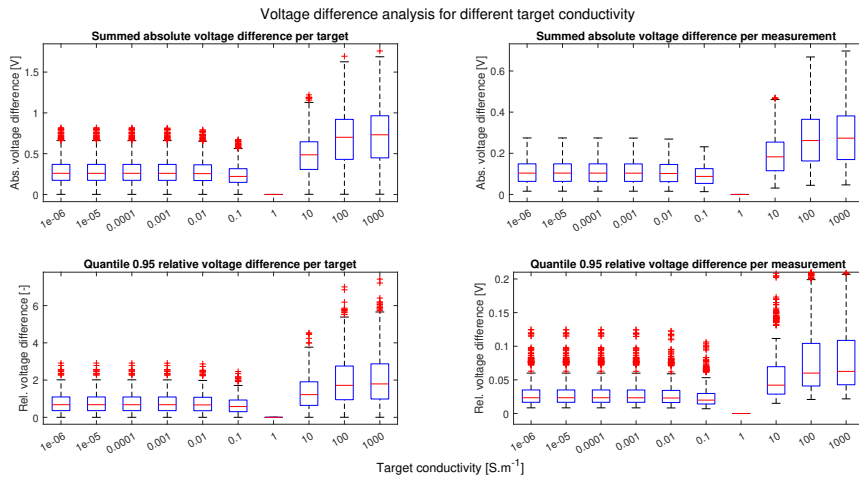 Voltage difference analysis for different target conductivity
Summed absolute voltage difference per target
Abs. voltage difference [V]
1.5
1
0.5
0
1e-06 1e-05 0.0001 0.001 0.01 0.1 1 10 100 1000
Summed absolute voltage difference per measurement
Abs. voltage difference [V]
0.6
0.4
0.2
0
1e-06 1e-05 0.0001 0.001 0.01 0.1 1 10 100 1000
Quantile 0.95 relative voltage difference per target
Rel. voltage difference [-]
6
4
2
0
1e-06 1e-05 0.0001 0.001 0.01 0.1 1 10 100 1000
Quantile 0.95 relative voltage difference per measurement
Rel. voltage difference [V]
0.2
0.15
0.1
0.05
0
1e-06 1e-05 0.0001 0.001 0.01 0.1 1 10 100 1000
Target conductivity [S.m⁻¹]